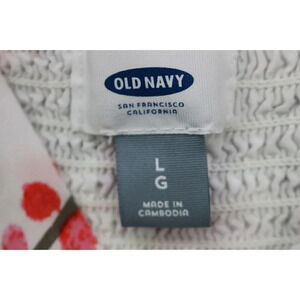 OLD NAVY
SAN FRANCISCO
CALIFORNIA
L
G
MADE IN
CAMBODIA